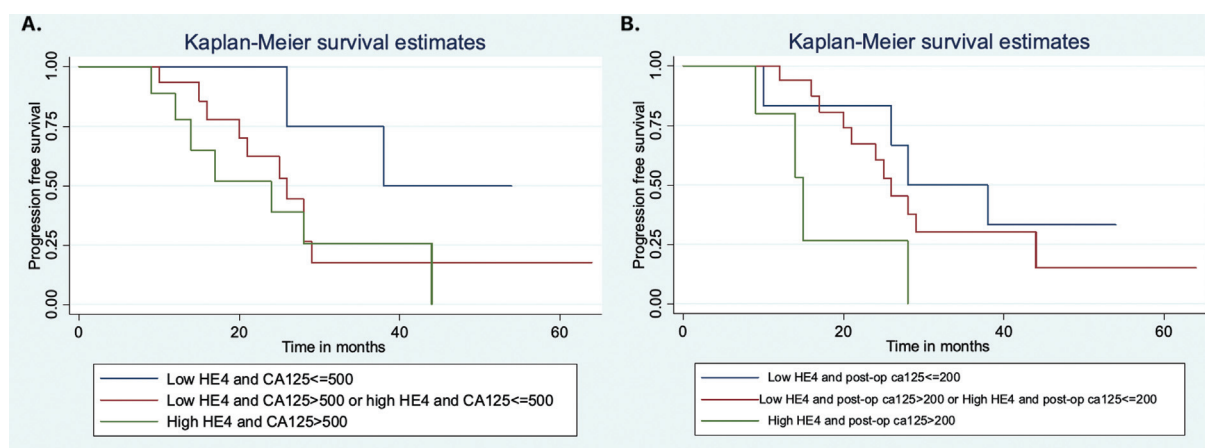 A.
Kaplan-Meier survival estimates
Progression free survival
1.00
0.75
0.50
0.25
0.00
0
20
40
60
Time in months
Low HE4 and CA125<=500
Low HE4 and CA125>500 or high HE4 and CA125<=500
High HE4 and CA125>500
B.
Kaplan-Meier survival estimates
Progression free survival
1.00
0.75
0.50
0.25
0.00
0
20
40
60
Time in months
Low HE4 and post-op ca125<=200
Low HE4 and post-op ca125>200 or High HE4 and post-op ca125<=200
High HE4 and post-op ca125>200